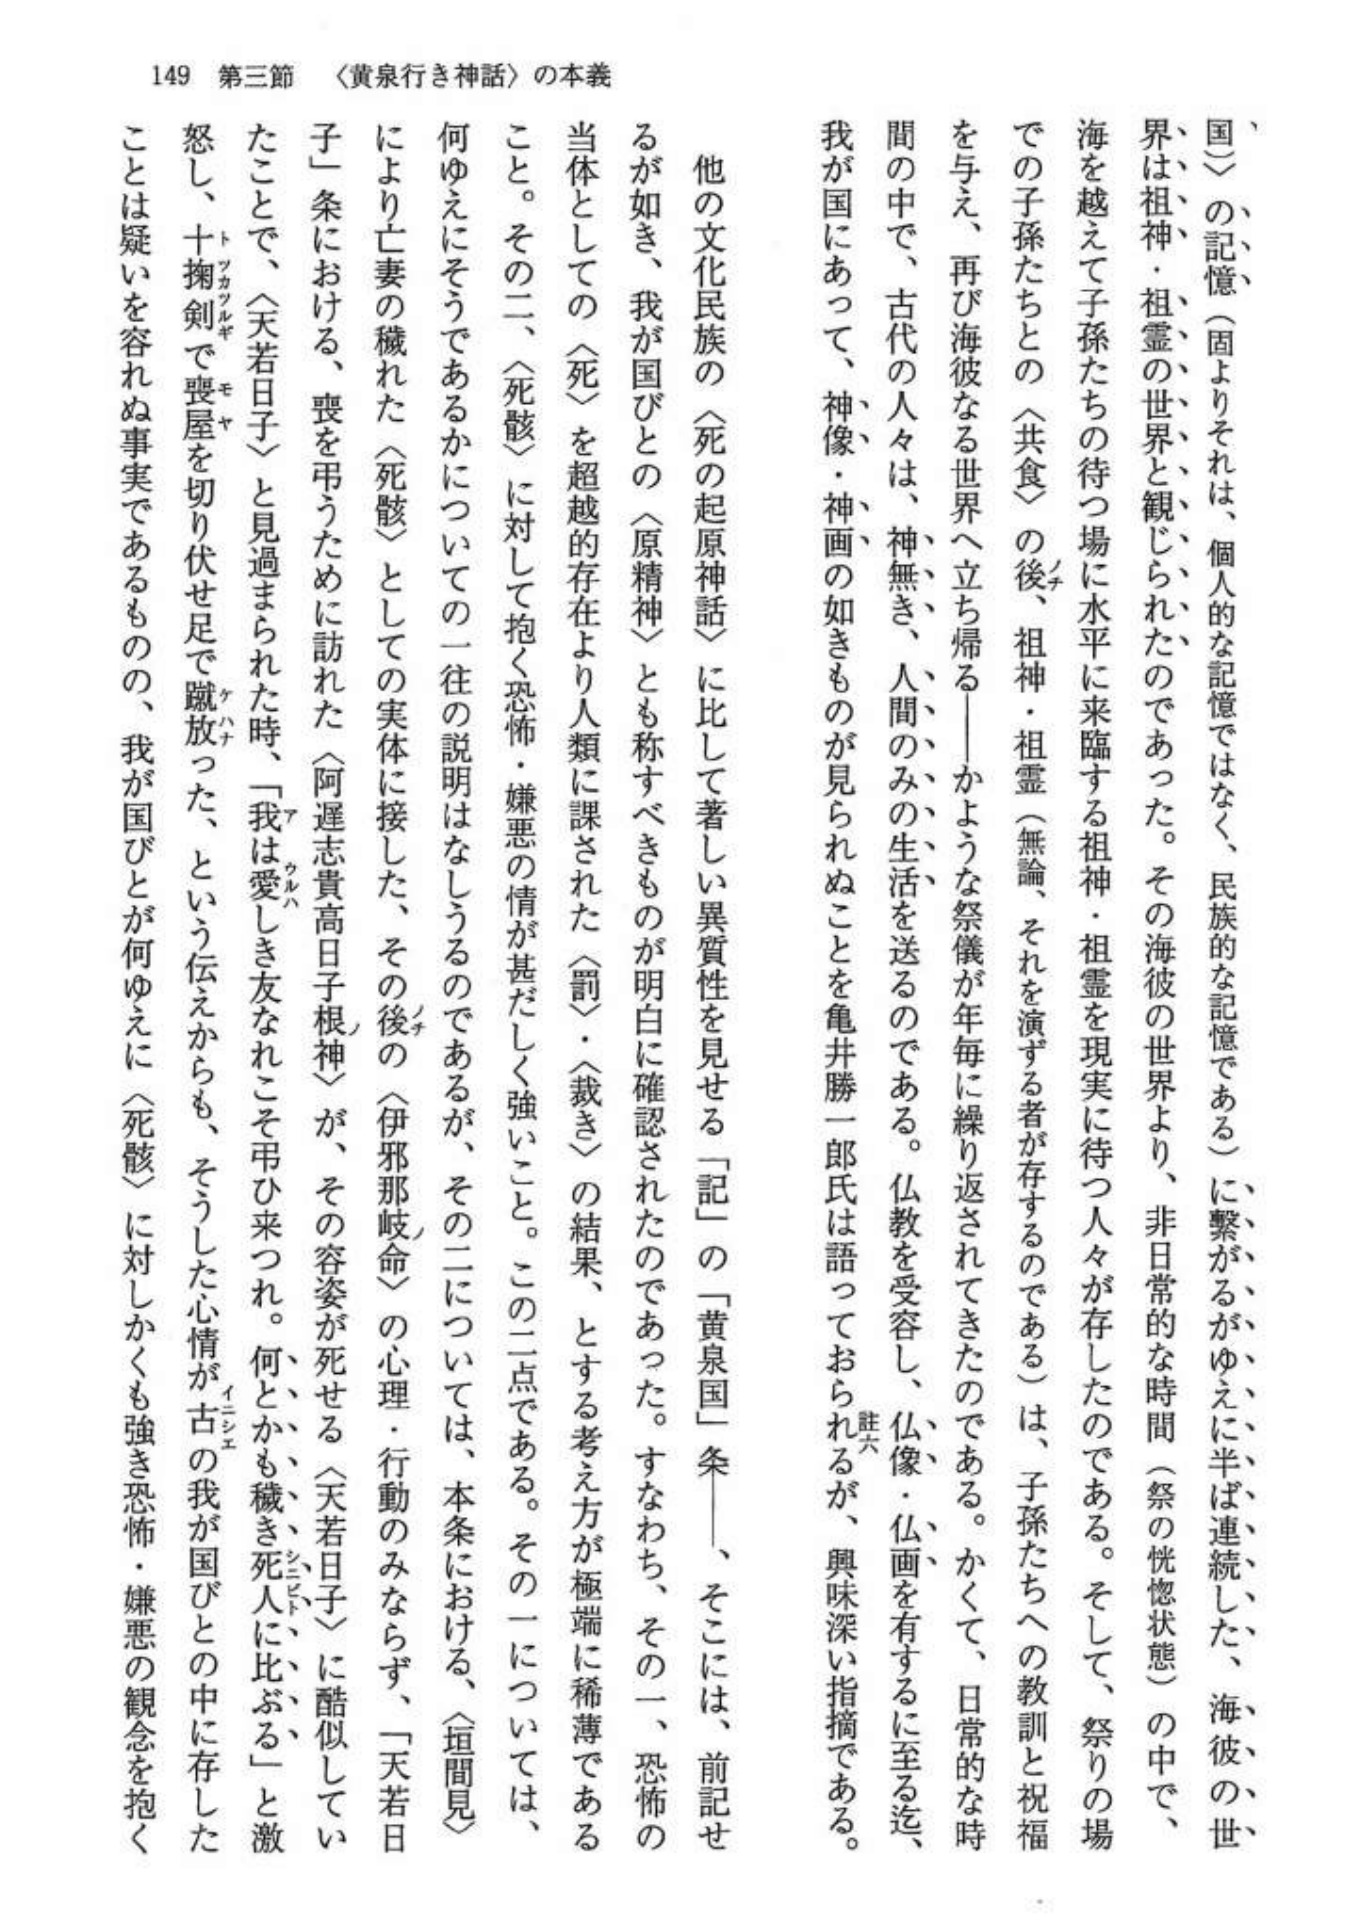 149　第三節　〈黄泉行き神話〉の本義
国〉の記憶（固よりそれは、個人的な記憶ではなく、民族的な記憶である）に繋がるがゆえに半ば連続した、海彼の世
界は祖神・祖霊の世界と観じられたのであった。その海彼の世界より、非日常的な時間（祭の恍惚状態）の中で、
海を越えて子孫たちの待つ場に水平に来臨する祖神・祖霊を現実に待つ人々が存したのである。そして、祭りの場
での子孫たちとの〈共食〉の後、祖神・祖霊（無論、それを演ずる者が存するのである）は、子孫たちへの教訓と祝福
を与え、再び海彼なる世界へ立ち帰る――かような祭儀が年毎に繰り返されてきたのである。かくて、日常的な時
間の中で、古代の人々は、神無き、人間のみの生活を送るのである。仏教を受容し、仏像・仏画を有するに至る迄、
我が国にあって、神像・神画の如きものが見られぬことを亀井勝一郎氏は語っておられる註六が、興味深い指摘である。
他の文化民族の〈死の起原神話〉に比して著しい異質性を見せる「記」の「黄泉国」条――、そこには、前記せ
るが如き、我が国びとの〈原精神〉とも称すべきものが明白に確認されたのであった。すなわち、その一、恐怖の
当体としての〈死〉を超越的存在より人類に課された〈罰〉・〈裁き〉の結果、とする考え方が極端に稀薄である
こと。その二、〈死骸〉に対して抱く恐怖・嫌悪の情が甚だしく強いこと。この二点である。その一については、
何ゆえにそうであるかについての一往の説明はなしうるのであるが、その二については、本条における、〈垣間見〉
により亡妻の穢れた〈死骸〉としての実体に接した、その後の〈伊邪那岐命〉の心理・行動のみならず、「天若日
子」条における、喪を弔うために訪れた〈阿遅志貴高日子根神〉が、その容姿が死せる〈天若日子〉に酷似してい
たことで、〈天若日子〉と見過まられた時、「我は愛しき友なれこそ弔ひ来つれ。何とかも穢き死人に比ぶる」と激
怒し、十掬剣で喪屋を切り伏せ足で蹴放った、という伝えからも、そうした心情が古の我が国びとの中に存した
ことは疑いを容れぬ事実であるものの、我が国びとが何ゆえに〈死骸〉に対しかくも強き恐怖・嫌悪の観念を抱く